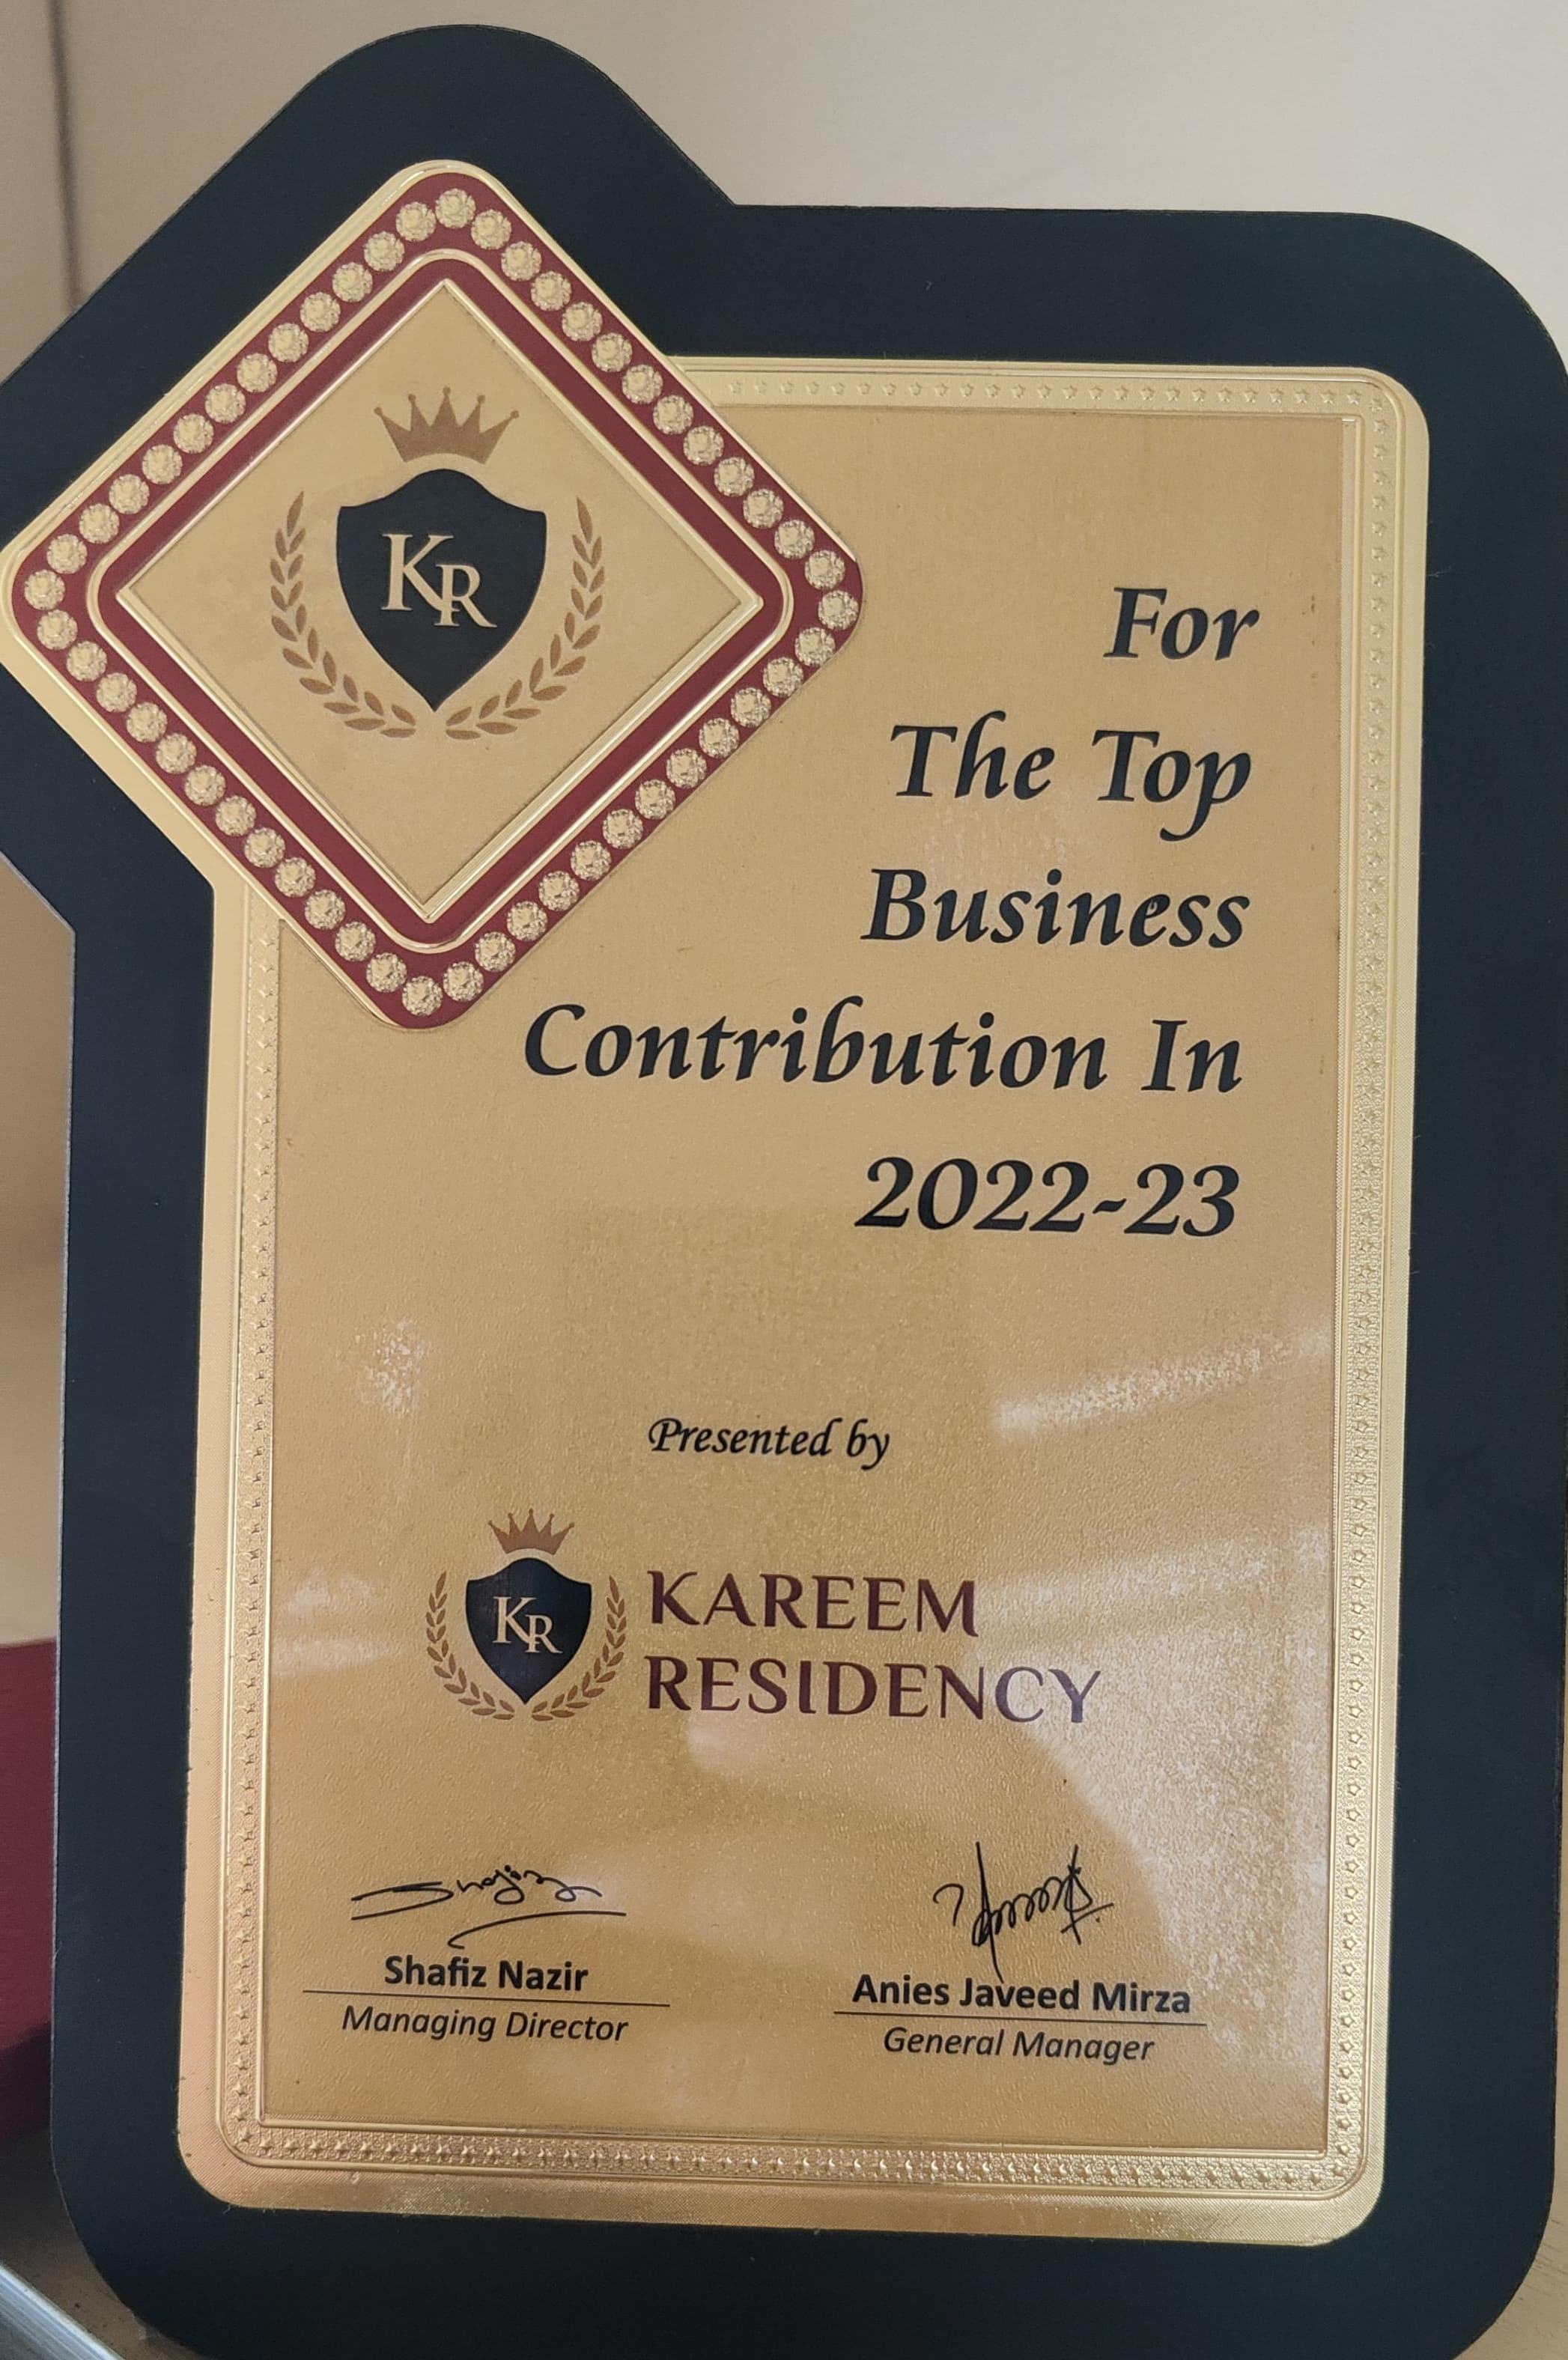 KR
For
The Top
Business
Contribution In
2022-23
Presented by
KR
KAREEM
RESIDENCY
Shafiz Nazir
Managing Director
Anies Javeed Mirza
General Manager